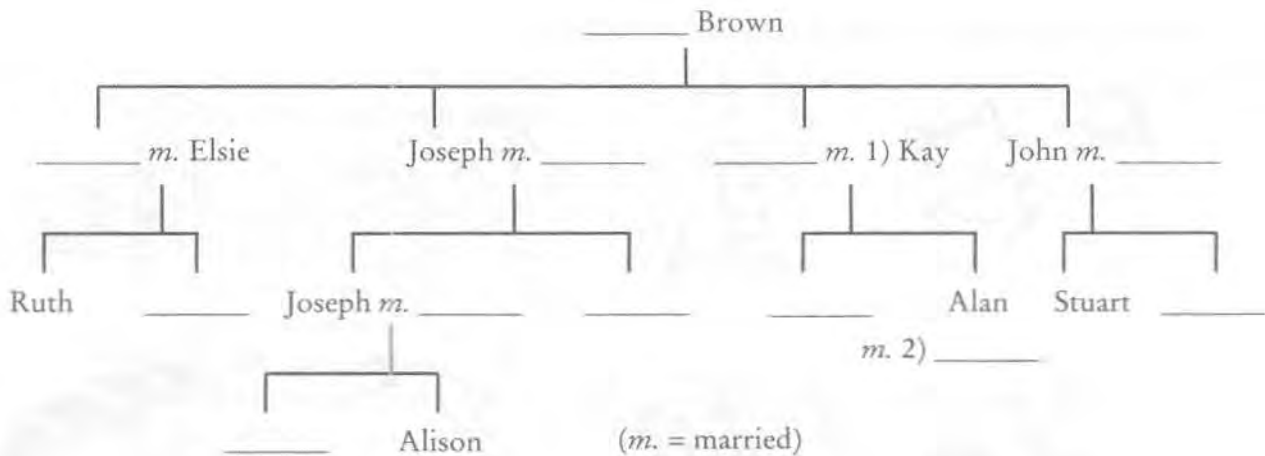 ______ Brown
______ m. Elsie Joseph m. ______ ______ m. 1) Kay John m. ______
Ruth ______ Joseph m. ______ ______ ______ Alan Stuart ______
m. 2) ______
______ Alison (m. = married)